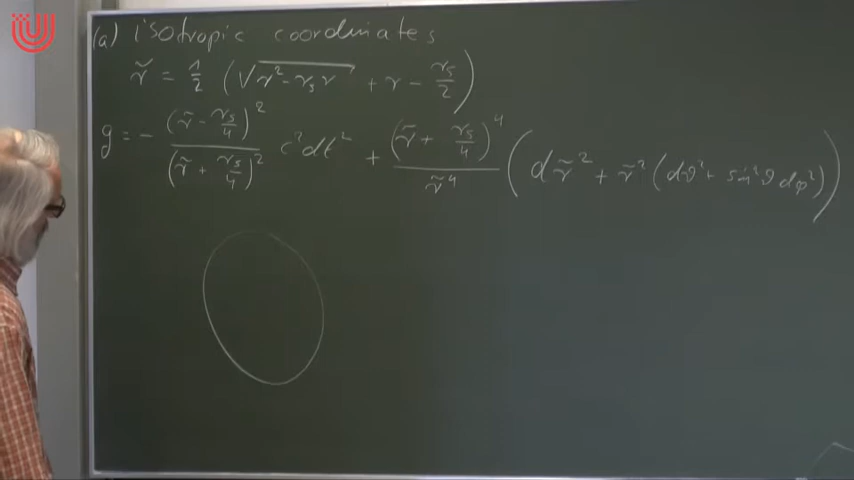 (a) isotropic coordinates
r̃ = 1/2 (√(r² - r_s r) + r - r_s/2)
g = - (r̃ - r_s/4)²/(r̃ + r_s/4)² c² dt² + (r̃ + r_s/4)⁴/r̃⁴ (dr̃² + r̃² (dϑ² + sin²ϑ dφ²))